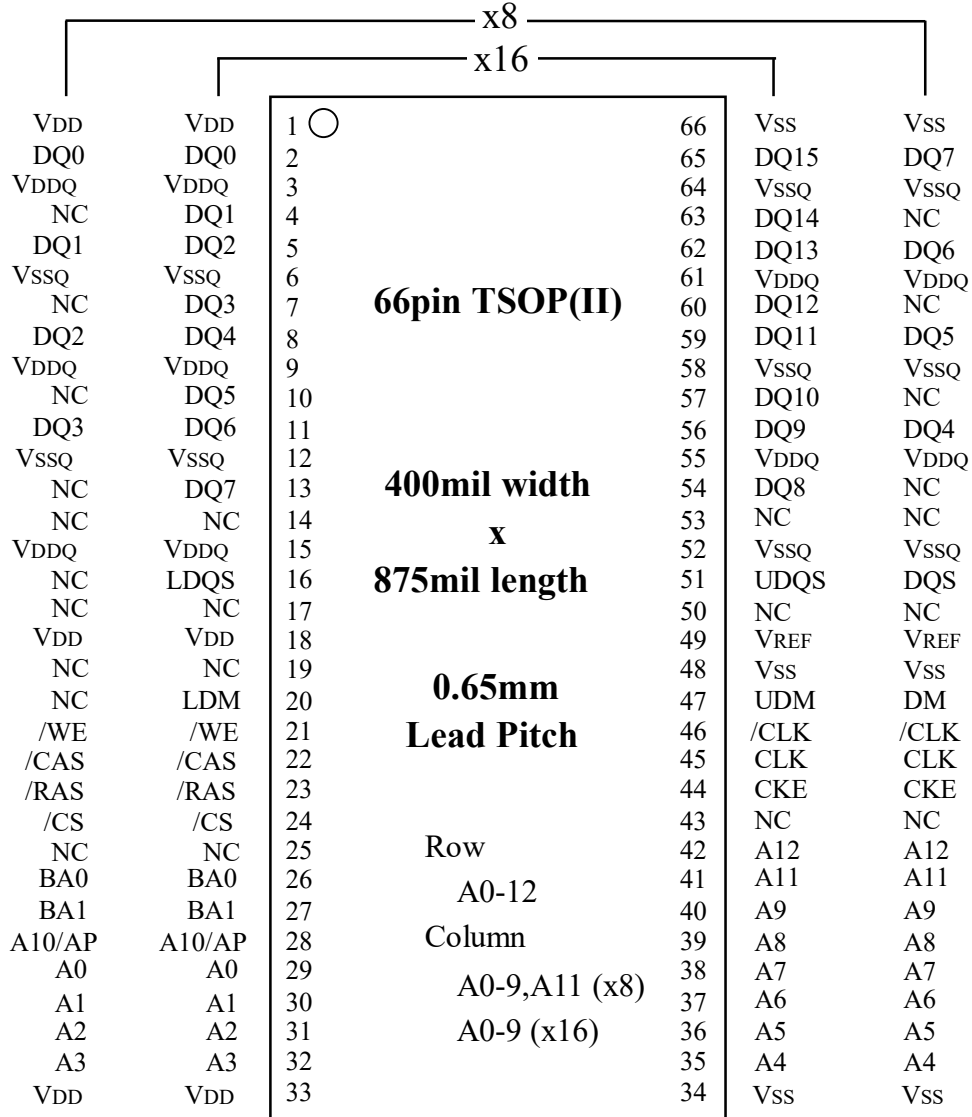 x8
x16
VDD VDD 1 66 VSS VSS
DQ0 DQ0 2 65 DQ15 DQ7
VDDQ VDDQ 3 64 VSSQ VSSQ
NC DQ1 4 63 DQ14 NC
DQ1 DQ2 5 62 DQ13 DQ6
VSSQ VSSQ 6 61 VDDQ VDDQ
NC DQ3 7 66pin TSOP(II) 60 DQ12 NC
DQ2 DQ4 8 59 DQ11 DQ5
VDDQ VDDQ 9 58 VSSQ VSSQ
NC DQ5 10 57 DQ10 NC
DQ3 DQ6 11 56 DQ9 DQ4
VSSQ VSSQ 12 55 VDDQ VDDQ
NC DQ7 13 400mil width 54 DQ8 NC
NC NC 14 53 NC NC
VDDQ VDDQ 15 x 52 VSSQ VSSQ
NC LDQS 16 875mil length 51 UDQS DQS
NC NC 17 50 NC NC
VDD VDD 18 49 VREF VREF
NC NC 19 48 VSS VSS
NC LDM 20 0.65mm 47 UDM DM
/WE /WE 21 Lead Pitch 46 /CLK /CLK
/CAS /CAS 22 45 CLK CLK
/RAS /RAS 23 44 CKE CKE
/CS /CS 24 43 NC NC
NC NC 25 Row 42 A12 A12
BA0 BA0 26 A0-12 41 A11 A11
BA1 BA1 27 40 A9 A9
A10/AP A10/AP 28 Column 39 A8 A8
A0 A0 29 A0-9,A11 (x8) 38 A7 A7
A1 A1 30 37 A6 A6
A2 A2 31 A0-9 (x16) 36 A5 A5
A3 A3 32 35 A4 A4
VDD VDD 33 34 VSS VSS